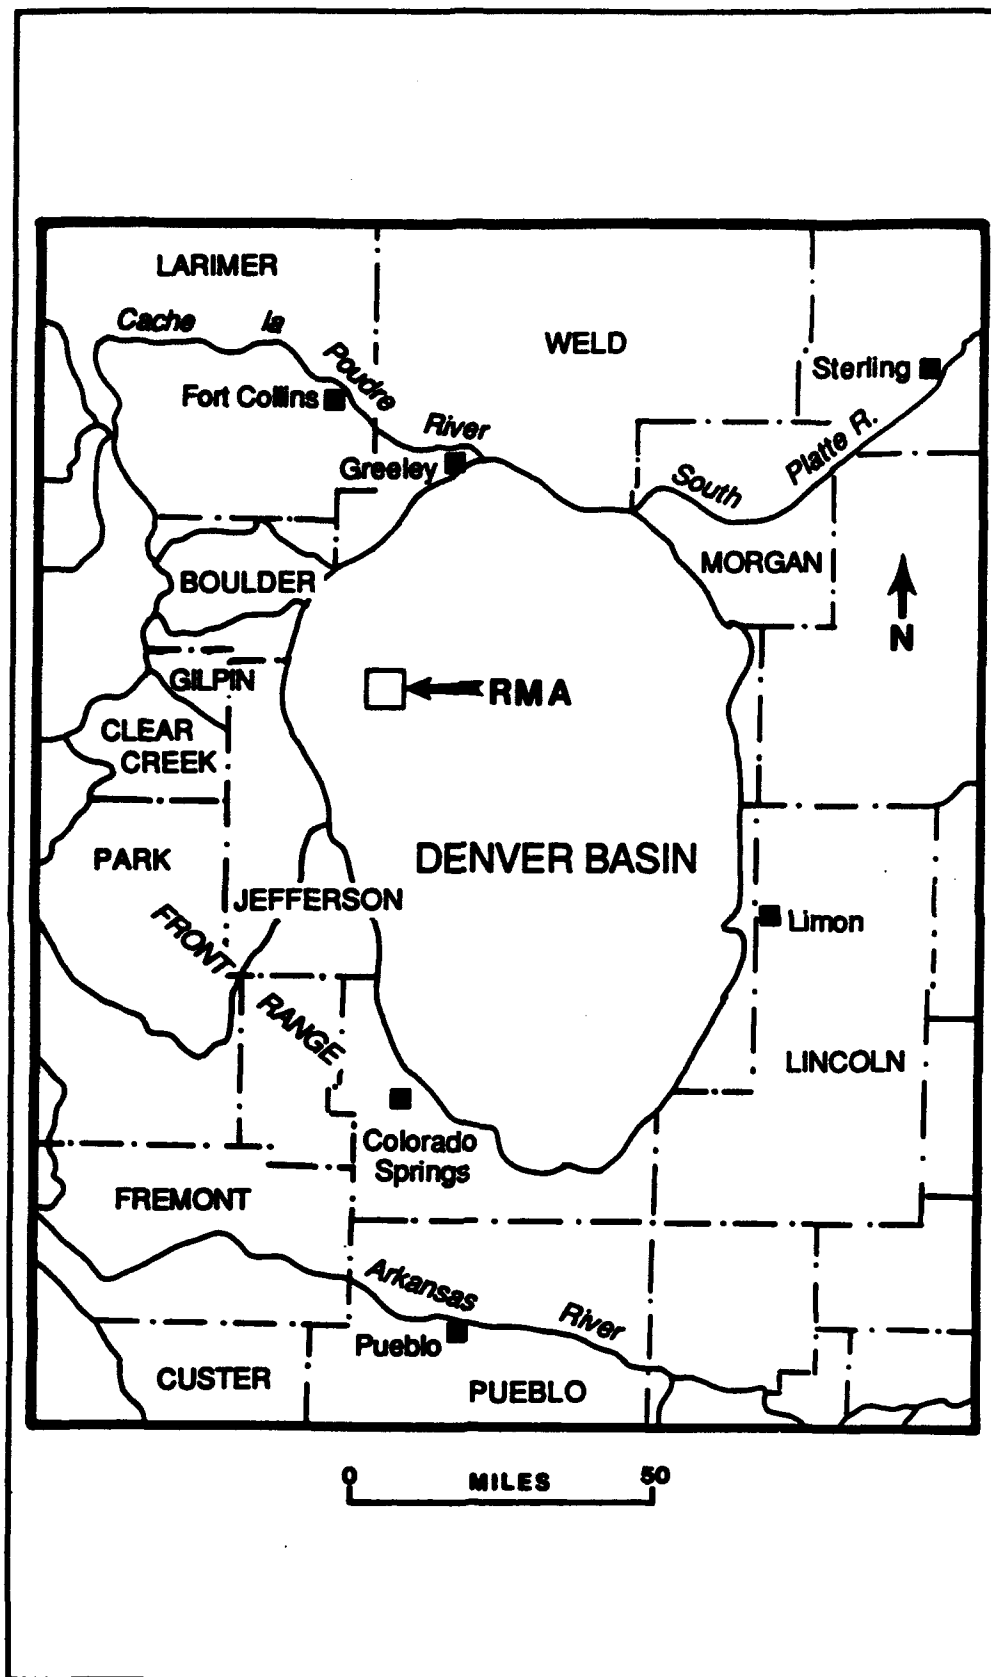 LARIMER
Cache la
Poudre
River
WELD
Sterling
Fort Collins
Greeley
South
Platte R.
MORGAN
BOULDER
N
GILPIN
RMA
CLEAR
CREEK
PARK
DENVER BASIN
JEFFERSON
Limon
FRONT
RANGE
LINCOLN
Colorado
Springs
FREMONT
Arkansas
River
Pueblo
CUSTER
PUEBLO
0 MILES 50